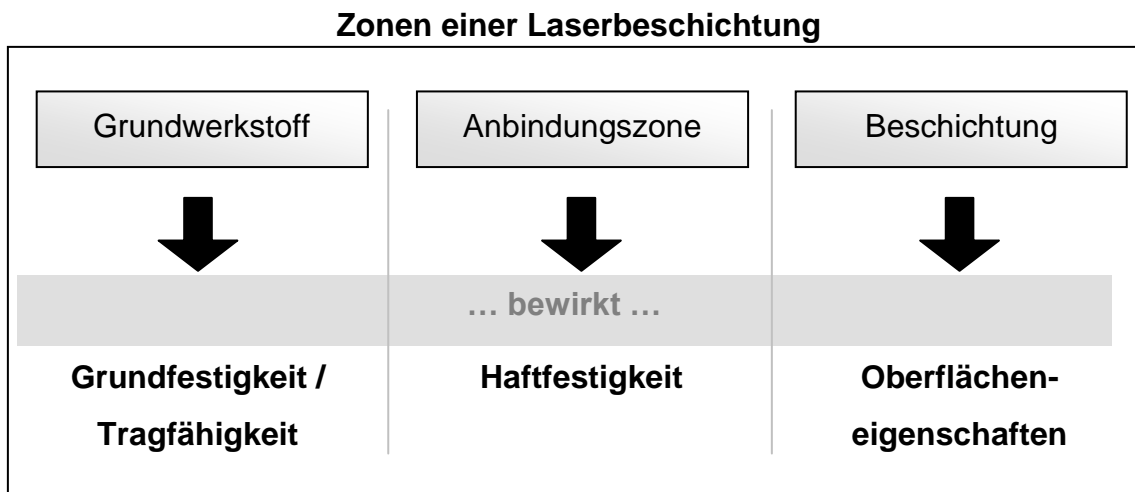 Zonen einer Laserbeschichtung
Grundwerkstoff
Anbindungszone
Beschichtung
… bewirkt …
Grundfestigkeit /
Tragfähigkeit
Haftfestigkeit
Oberflächen-
eigenschaften